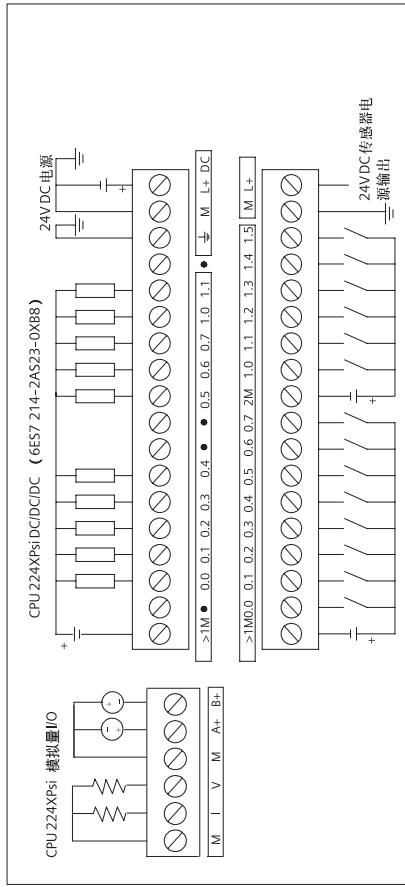 CPU 224XPsi 模拟量I/O
M I V M A+ B+
CPU 224XPsi DC/DC/DC （6ES7 214-2AS23-0XB8）
24V DC 电源
+
+
>1M ● 0.0 0.1 0.2 0.3 0.4 ● ● 0.5 0.6 0.7 1.0 1.1 ● M L+ DC
>1M 0.0 0.1 0.2 0.3 0.4 0.5 0.6 0.7 2M 1.0 1.1 1.2 1.3 1.4 1.5 M L+
+
+
24V DC 传感器电
源输出